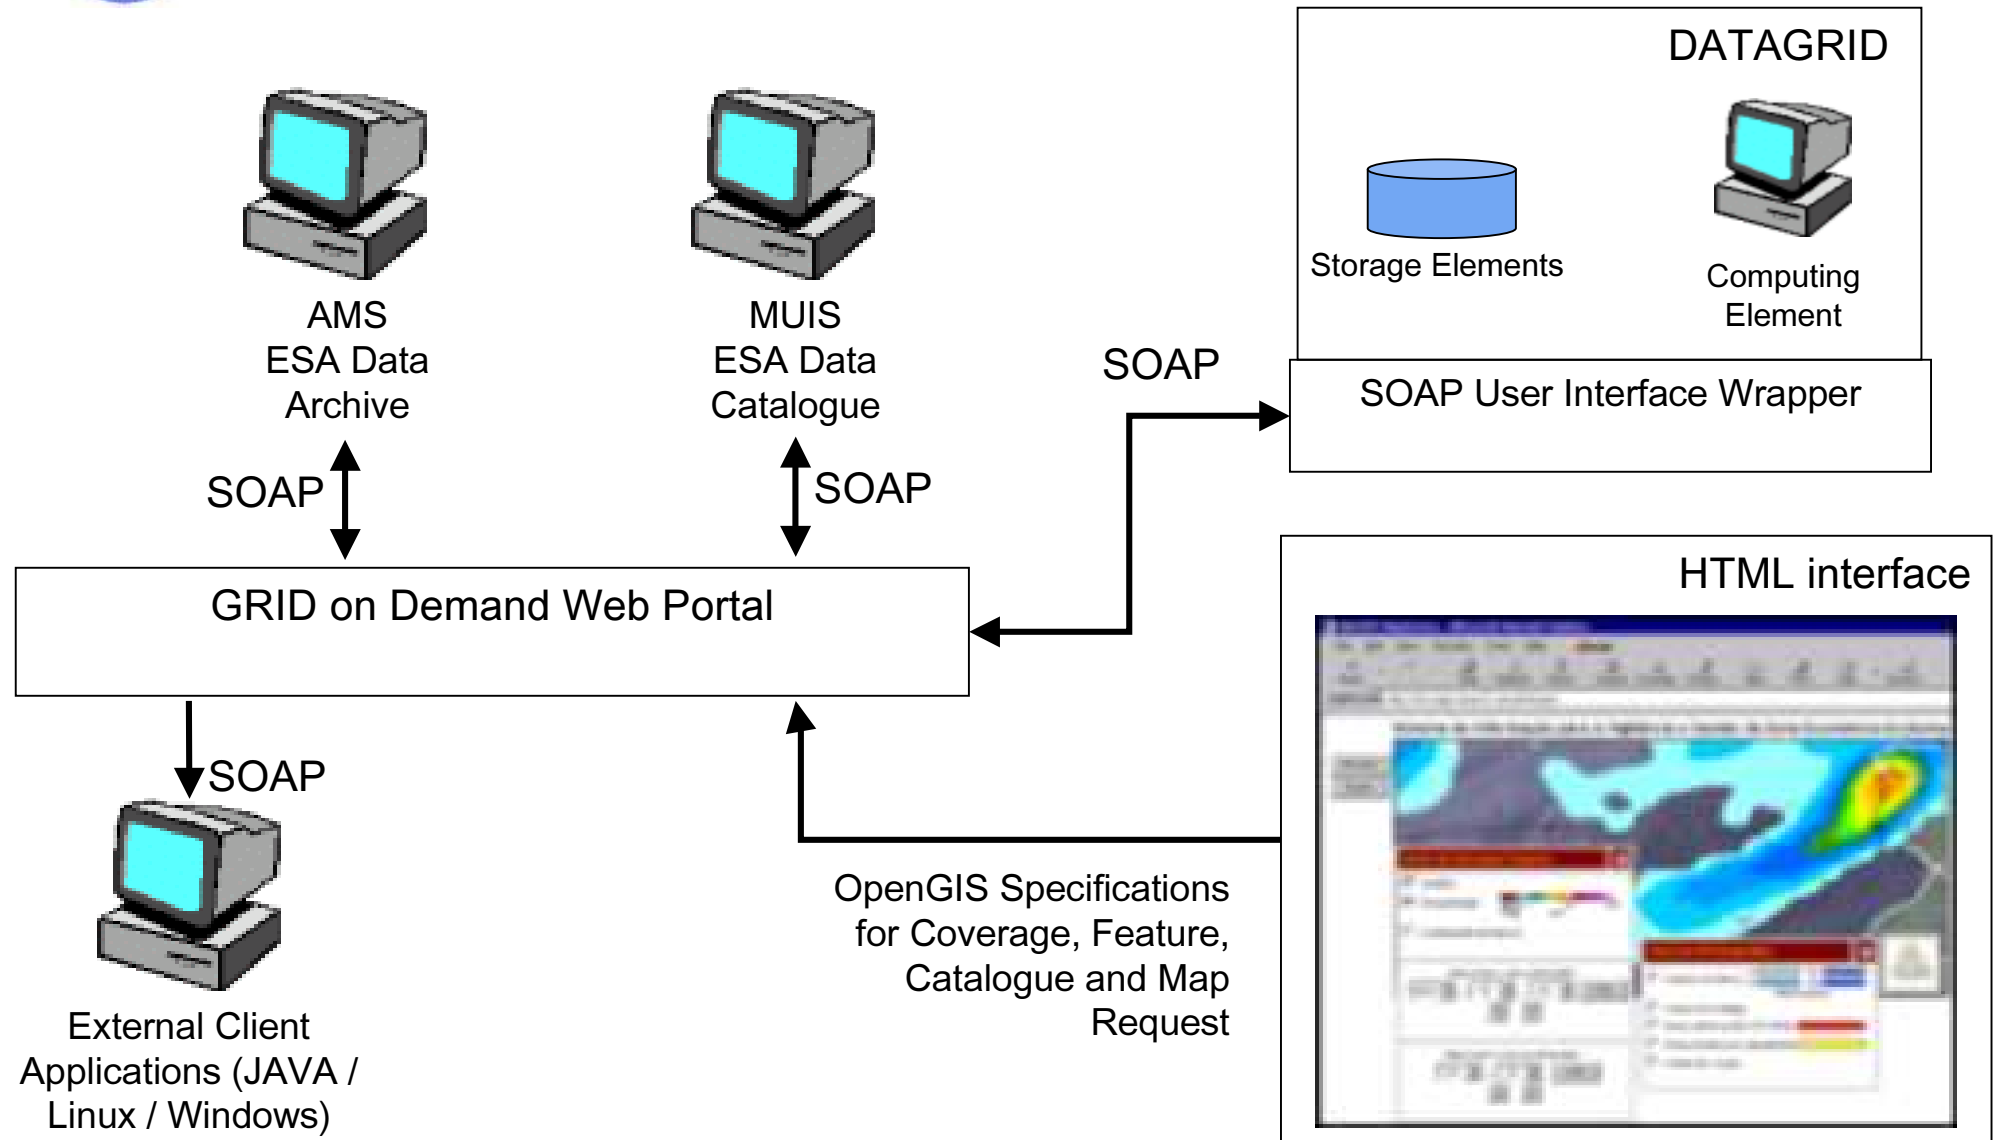 DATAGRID
Storage Elements
Computing
Element
AMS
ESA Data
Archive
MUIS
ESA Data
Catalogue
SOAP
SOAP User Interface Wrapper
SOAP
SOAP
HTML interface
GRID on Demand Web Portal
SOAP
OpenGIS Specifications
for Coverage, Feature,
Catalogue and Map
Request
External Client
Applications (JAVA /
Linux / Windows)